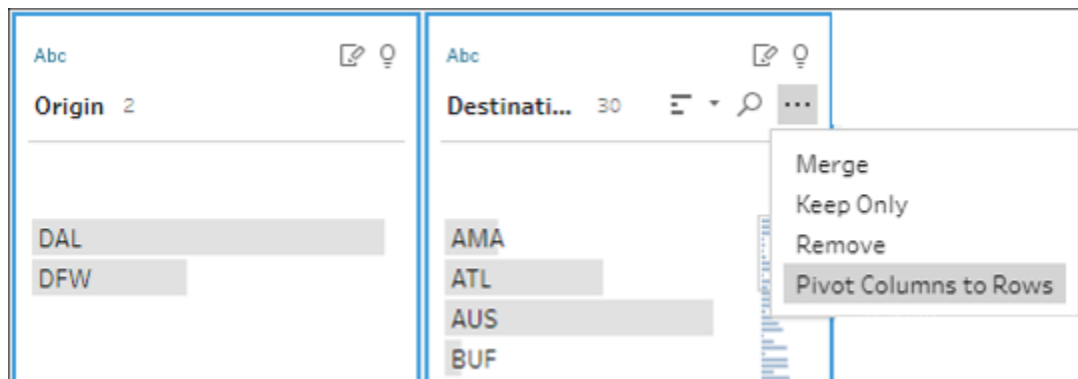 Abc
Origin 2
DAL
DFW
Abc
Destinati... 30
AMA
ATL
AUS
BUF
Merge
Keep Only
Remove
Pivot Columns to Rows